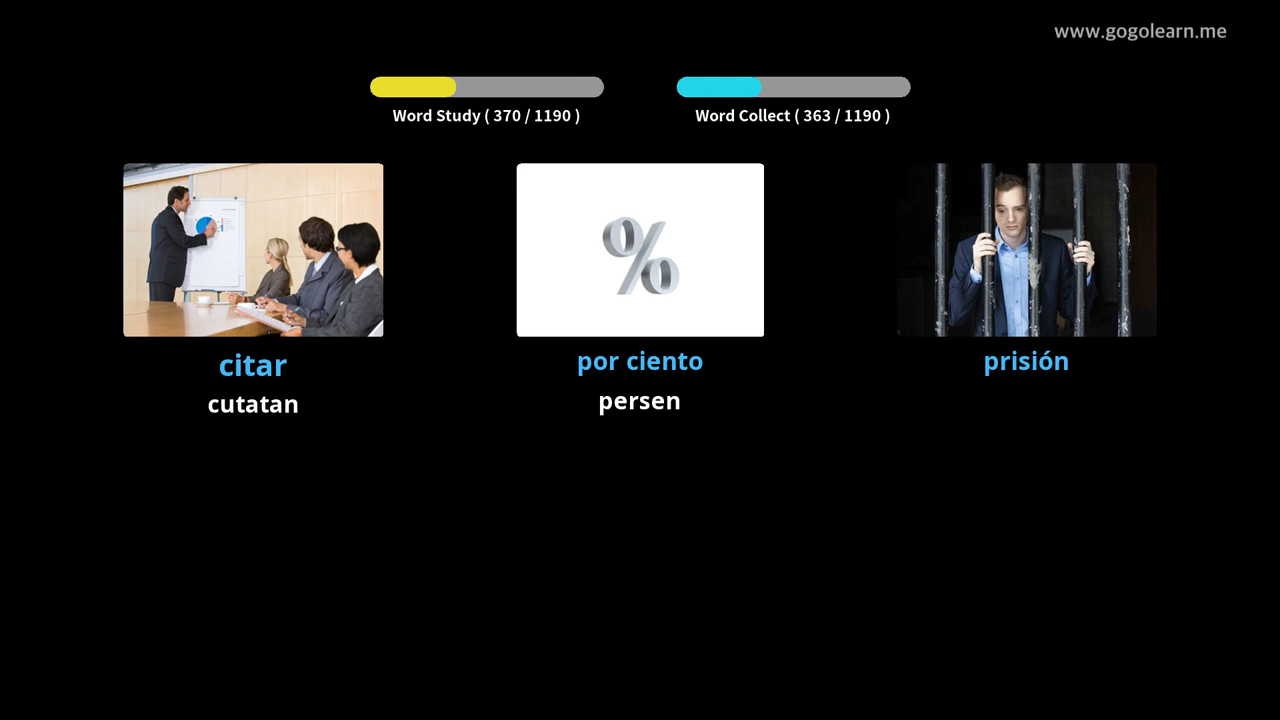 www.gogolearn.me
Word Study ( 370 / 1190 )
Word Collect ( 363 / 1190 )
citar
cutatan
por ciento
persen
prisión
%